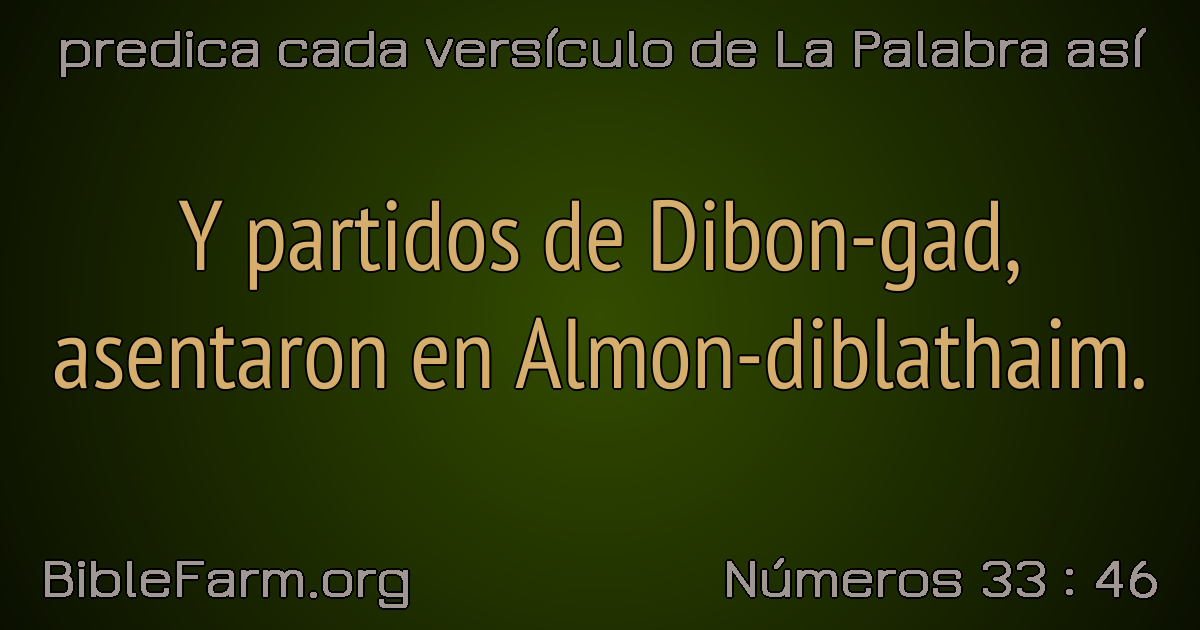 predica cada versículo de La Palabra así
Y partidos de Dibon-gad,
asentaron en Almon-diblathaim.
BibleFarm.org
Números 33 : 46